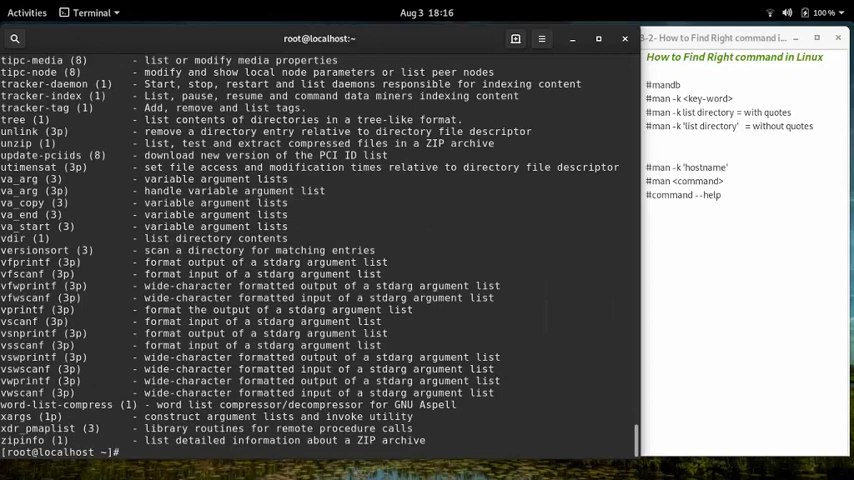 Activities Terminal Aug 3 18:16 100 %
root@localhost:~
tipc-media (8) - list or modify media properties
tipc-node (8) - modify and show local node parameters or list peer nodes
tracker-daemon (1) - Start, stop, restart and list daemons responsible for indexing content
tracker-index (1) - List, pause, resume and command data miners indexing content
tracker-tag (1) - Add, remove and list tags.
tree (1) - list contents of directories in a tree-like format.
unlink (3p) - remove a directory entry relative to directory file descriptor
unzip (1) - list, test and extract compressed files in a ZIP archive
update-pciids (8) - download new version of the PCI ID list
utimensat (3p) - set file access and modification times relative to directory file descriptor
va_arg (3) - variable argument lists
va_arg (3p) - handle variable argument list
va_copy (3) - variable argument lists
va_end (3) - variable argument lists
va_start (3) - variable argument lists
vdir (1) - list directory contents
versionsort (3) - scan a directory for matching entries
vfprintf (3p) - format output of a stdarg argument list
vfscanf (3p) - format input of a stdarg argument list
vfwprintf (3p) - wide-character formatted output of a stdarg argument list
vfwscanf (3p) - wide-character formatted input of a stdarg argument list
vprintf (3p) - format the output of a stdarg argument list
vscanf (3p) - format input of a stdarg argument list
vsnprintf (3p) - format output of a stdarg argument list
vsscanf (3p) - format input of a stdarg argument list
vswprintf (3p) - wide-character formatted output of a stdarg argument list
vswscanf (3p) - wide-character formatted input of a stdarg argument list
vwprintf (3p) - wide-character formatted output of a stdarg argument list
vwscanf (3p) - wide-character formatted input of a stdarg argument list
word-list-compress (1) - word list compressor/decompressor for GNU Aspell
xargs (1p) - construct argument lists and invoke utility
xdr_pmaplist (3) - library routines for remote procedure calls
zipinfo (1) - list detailed information about a ZIP archive
[root@localhost ~]#
3-2- How to Find Right command i...
How to Find Right command in Linux
#mandb
#man -k <key-word>
#man -k list directory = with quotes
#man -k 'list directory' = without quotes
#man -k 'hostname'
#man <command>
#command --help